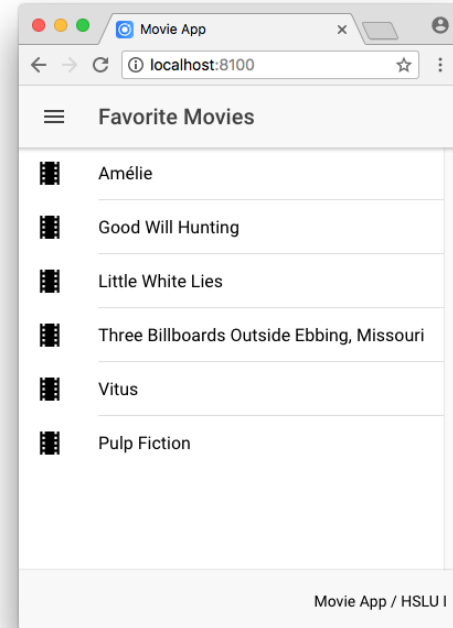 Movie App
localhost:8100
Favorite Movies
Amélie
Good Will Hunting
Little White Lies
Three Billboards Outside Ebbing, Missouri
Vitus
Pulp Fiction
Movie App / HSLU I